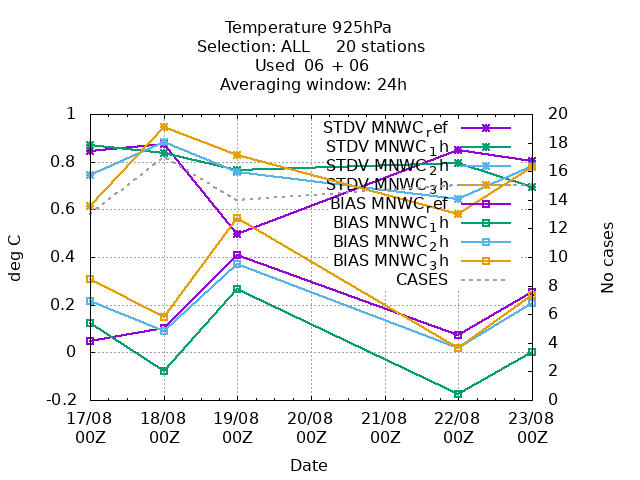 Temperature 925hPa
Selection: ALL 20 stations
Used 06 + 06
Averaging window: 24h
1
0.8
0.6
0.4
0.2
0
-0.2
20
18
16
14
12
10
8
6
4
2
0
deg C
No cases
STDV MNWC_ref
STDV MNWC_1h
STDV MNWC_2h
STDV MNWC_3h
BIAS MNWC_ref
BIAS MNWC_1h
BIAS MNWC_2h
BIAS MNWC_3h
CASES
17/08 18/08 19/08 20/08 21/08 22/08 23/08
00Z 00Z 00Z 00Z 00Z 00Z 00Z
Date